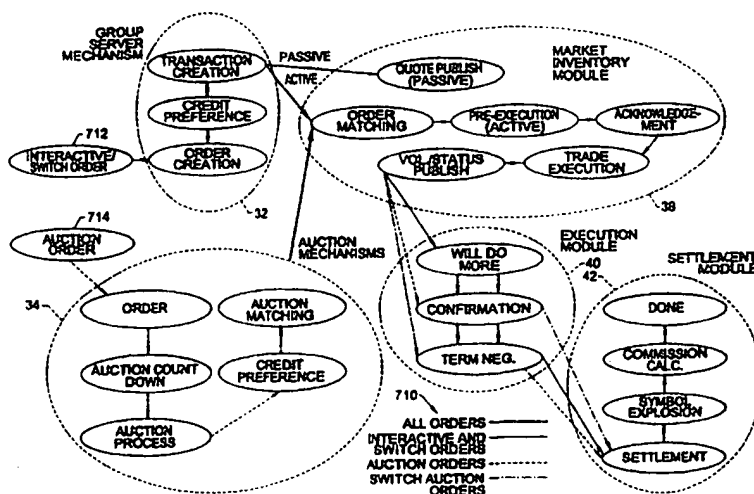 GROUP
SERVER
MECHANISM
TRANSACTION
CREATION
CREDIT
PREFERENCE
ORDER
CREATION
712
INTERACTIVE/
SWITCH ORDER
32
PASSIVE
ACTIVE
QUOTE PUBLISH
(PASSIVE)
MARKET
INVENTORY
MODULE
ORDER
MATCHING
PRE-EXECUTION
(ACTIVE)
ACKNOWLEDGE-
MENT
VOL/STATUS
PUBLISH
TRADE
EXECUTION
38
714
AUCTION
ORDER
AUCTION
MECHANISMS
34
ORDER
AUCTION
MATCHING
AUCTION COUNT
DOWN
CREDIT
PREFERENCE
AUCTION
PROCESS
EXECUTION
MODULE
40
WILL DO
MORE
CONFIRMATION
TERM NEG.
42
SETTLEMENT
MODULE
DONE
COMMISSION
CALC.
SYMBOL
EXPLOSION
SETTLEMENT
710
ALL ORDERS
INTERACTIVE AND
SWITCH ORDERS
AUCTION ORDERS
SWITCH AUCTION
ORDERS